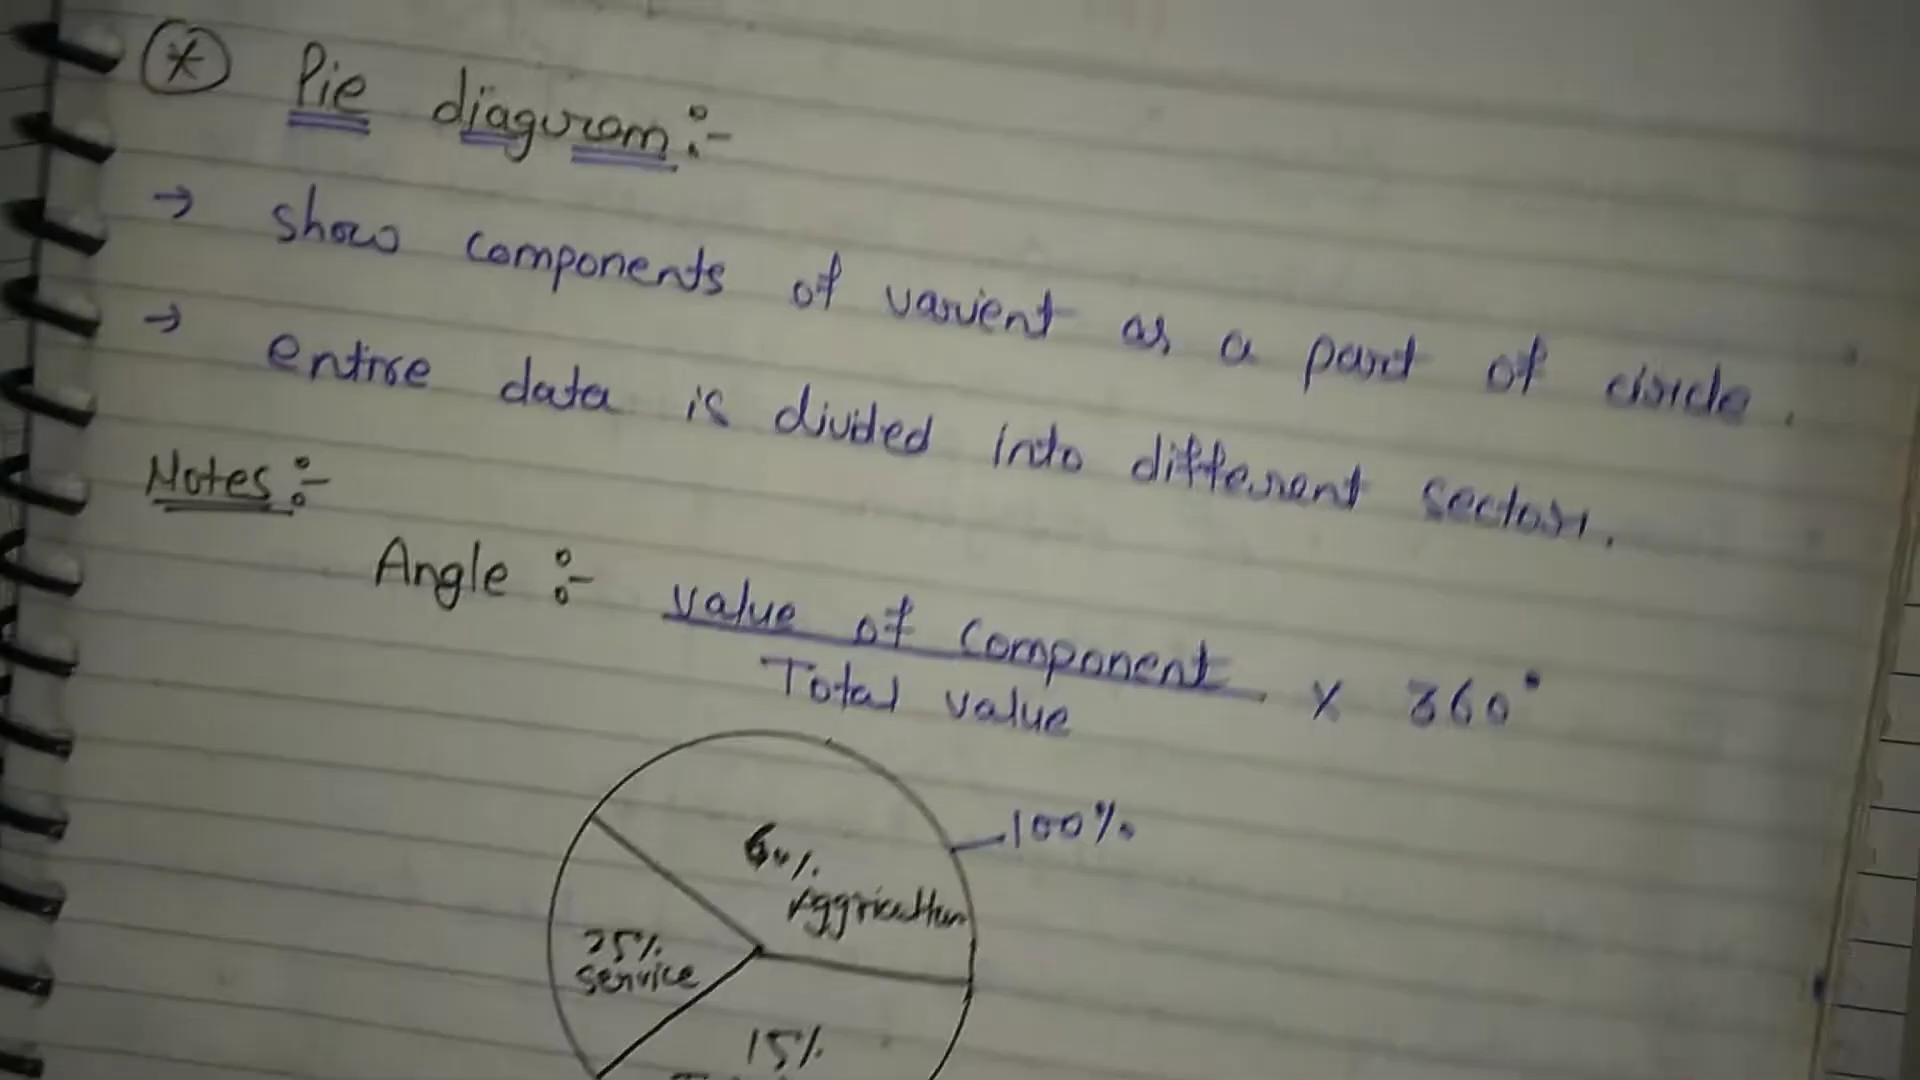 * Pie diagram :-
→ show components of varient as a part of circle.
→ entire data is divided into different sectors.
Notes :-
Angle :- value of component × 360°
Total value
100%
60%
Aggriculture
25%
service
15%